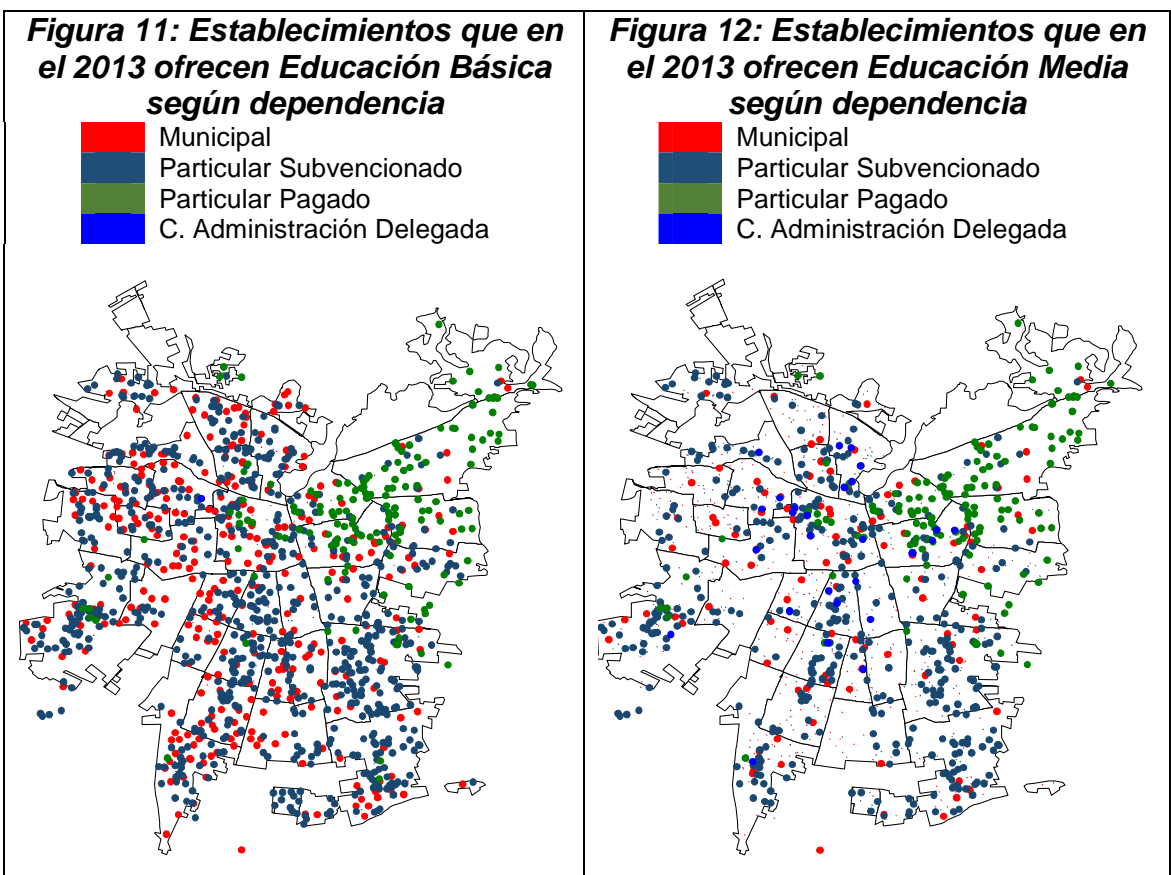 Figura 11: Establecimientos que en
el 2013 ofrecen Educación Básica
según dependencia
Municipal
Particular Subvencionado
Particular Pagado
C. Administración Delegada
Figura 12: Establecimientos que en
el 2013 ofrecen Educación Media
según dependencia
Municipal
Particular Subvencionado
Particular Pagado
C. Administración Delegada